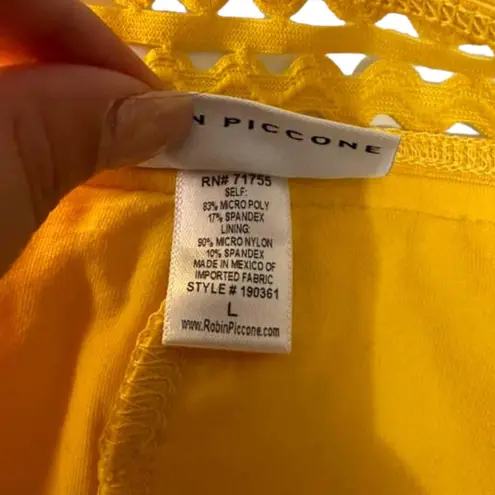 N PICCONE
RN# 71755
SELF:
83% MICRO POLY
17% SPANDEX
LINING:
90% MICRO NYLON
10% SPANDEX
MADE IN MEXICO OF
IMPORTED FABRIC
STYLE # 190361
L
www.RobinPiccone.com